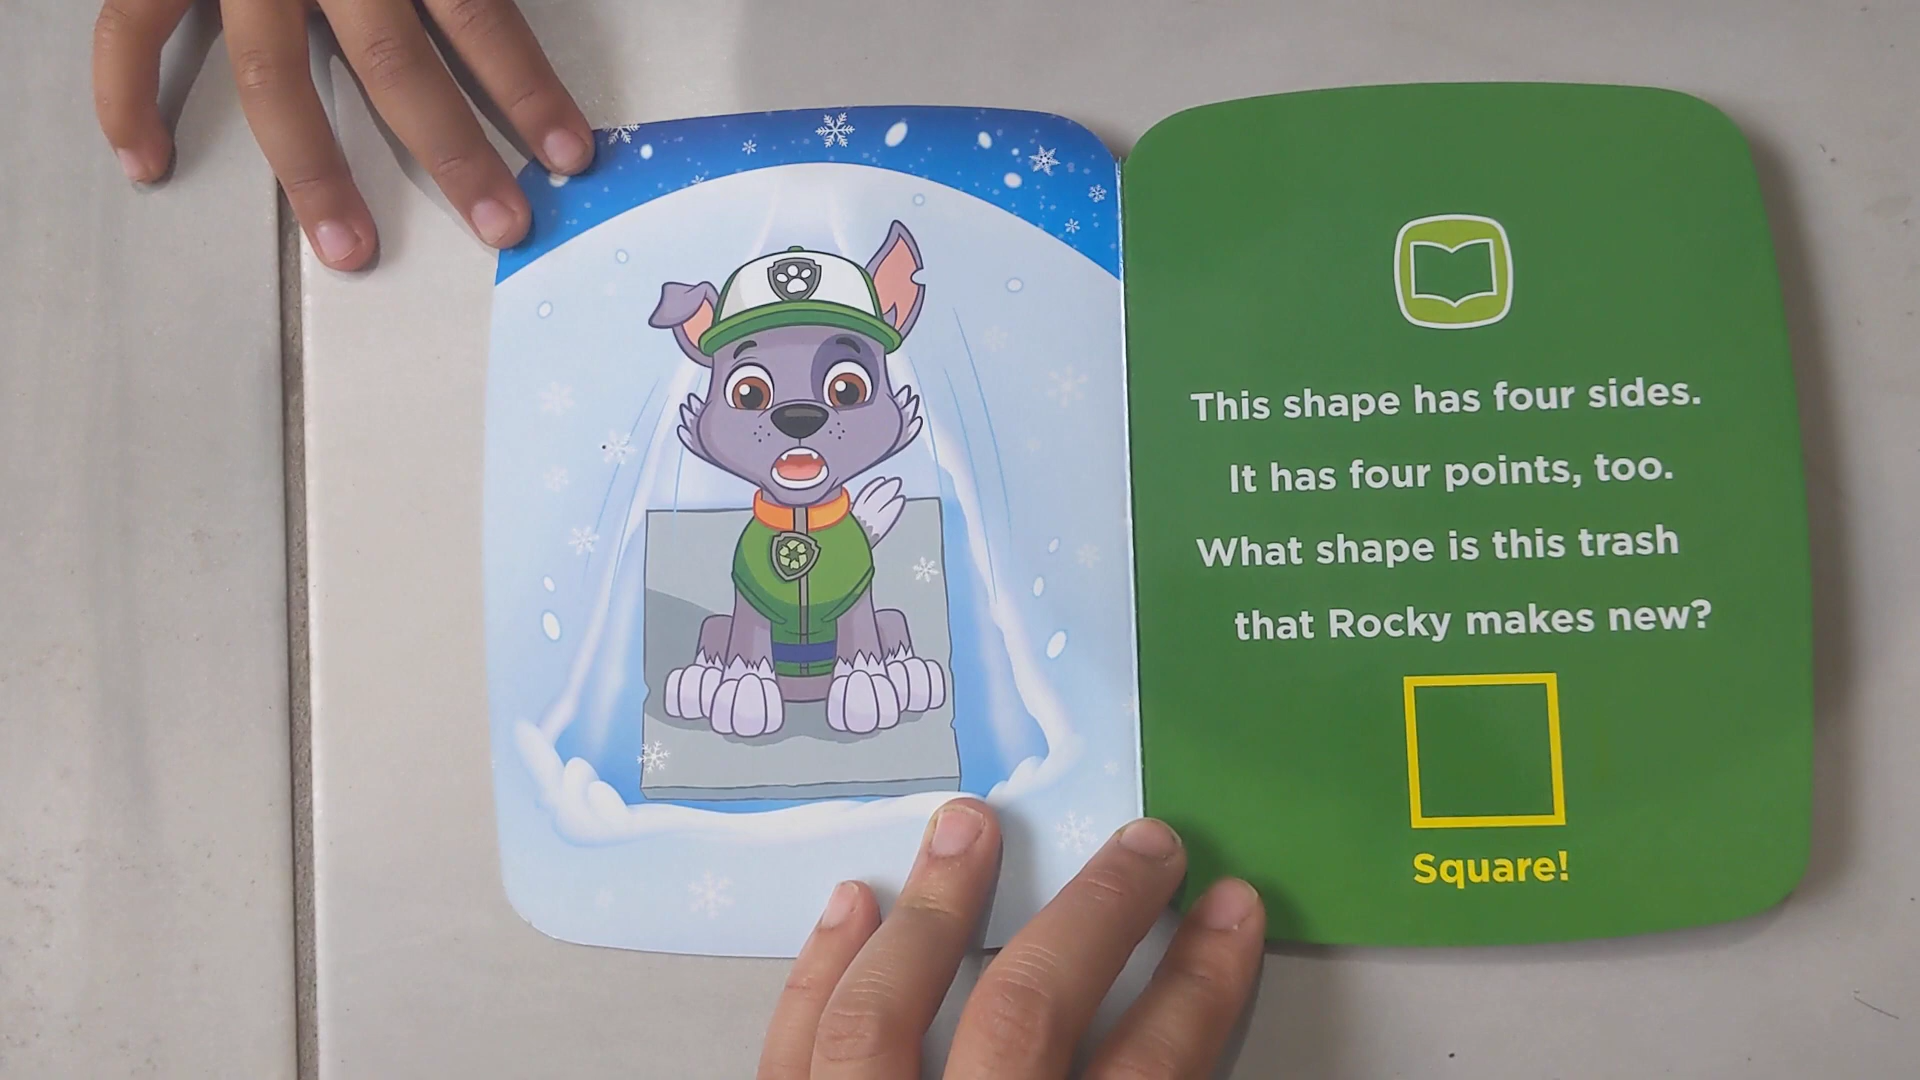 This shape has four sides.
It has four points, too.
What shape is this trash
that Rocky makes new?
Square!